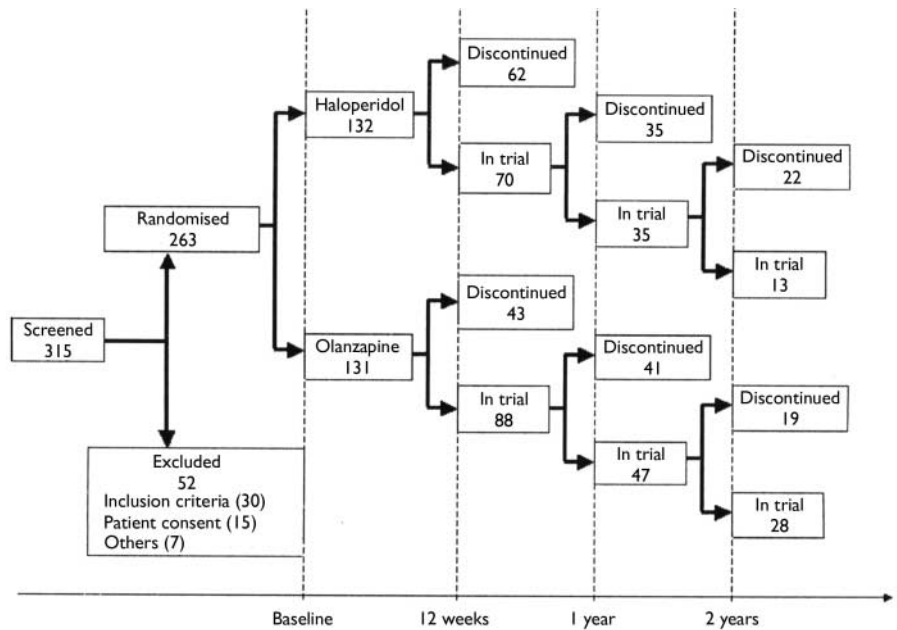 Screened
315
Randomised
263
Excluded
52
Inclusion criteria (30)
Patient consent (15)
Others (7)
Haloperidol
132
Discontinued
62
In trial
70
Discontinued
35
In trial
35
Discontinued
22
In trial
13
Olanzapine
131
Discontinued
43
In trial
88
Discontinued
41
In trial
47
Discontinued
19
In trial
28
Baseline
12 weeks
1 year
2 years